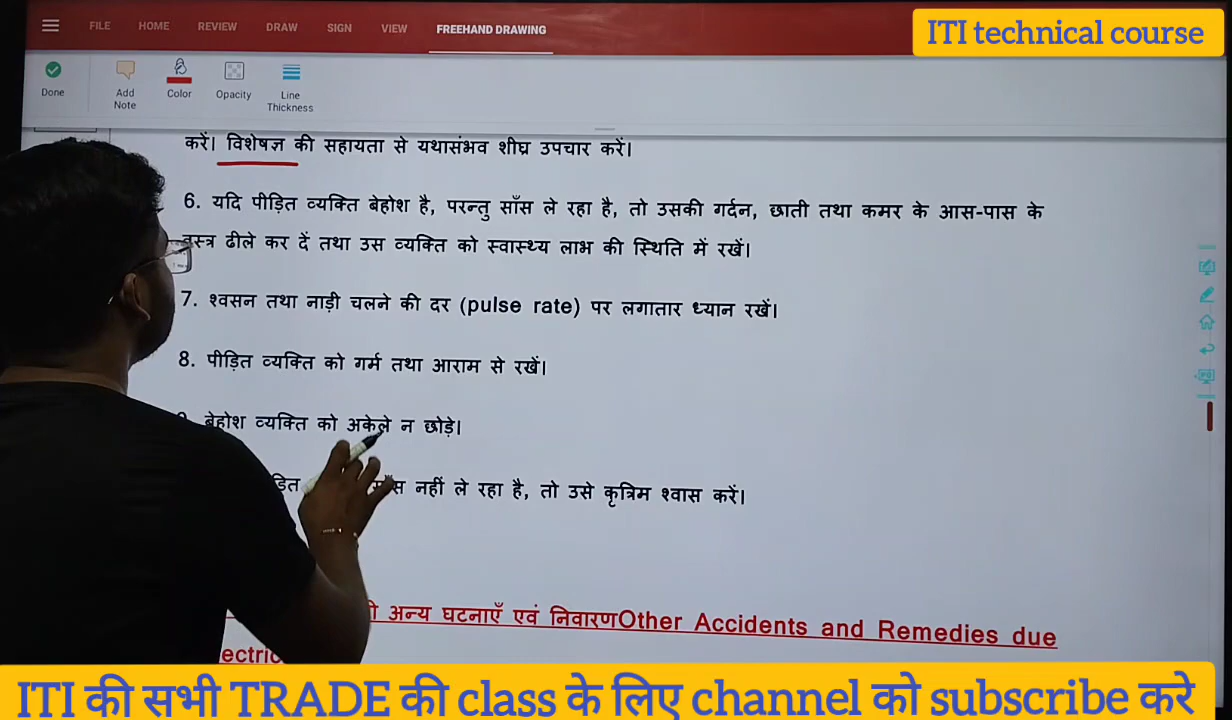 FILE HOME REVIEW DRAW SIGN VIEW FREEHAND DRAWING
ITI technical course
Done Add Note Color Opacity Line Thickness
करें। विशेषज्ञ की सहायता से यथासंभव शीघ्र उपचार करें।
6. यदि पीड़ित व्यक्ति बेहोश है, परन्तु साँस ले रहा है, तो उसकी गर्दन, छाती तथा कमर के आस-पास के
वस्त्र ढीले कर दें तथा उस व्यक्ति को स्वास्थ्य लाभ की स्थिति में रखें।
7. श्वसन तथा नाड़ी चलने की दर (pulse rate) पर लगातार ध्यान रखें।
8. पीड़ित व्यक्ति को गर्म तथा आराम से रखें।
बेहोश व्यक्ति को अकेले न छोड़े।
नहीं ले रहा है, तो उसे कृत्रिम श्वास करें।
अन्य घटनाएँ एवं निवारणOther Accidents and Remedies due
ITI की सभी TRADE की class के लिए channel को subscribe करे